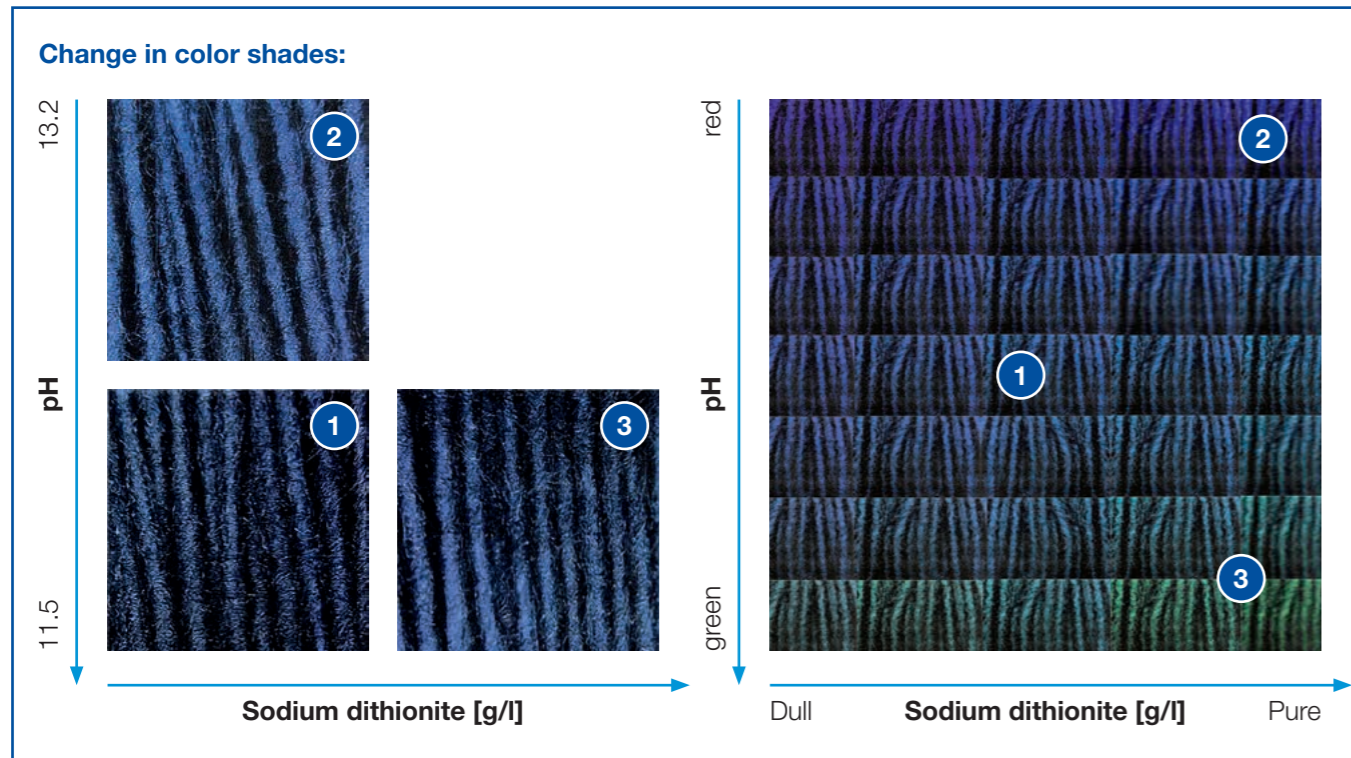 Change in color shades:
13.2
pH
11.5
2
1
3
Sodium dithionite [g/l]
red
pH
green
2
1
3
Dull Sodium dithionite [g/l] Pure